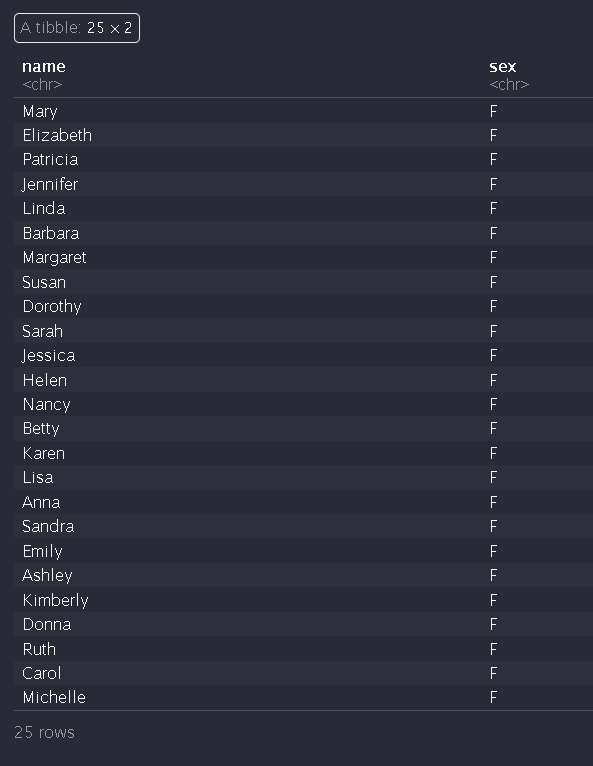 A tibble: 25 × 2
name sex
<chr> <chr>
Mary F
Elizabeth F
Patricia F
Jennifer F
Linda F
Barbara F
Margaret F
Susan F
Dorothy F
Sarah F
Jessica F
Helen F
Nancy F
Betty F
Karen F
Lisa F
Anna F
Sandra F
Emily F
Ashley F
Kimberly F
Donna F
Ruth F
Carol F
Michelle F
25 rows